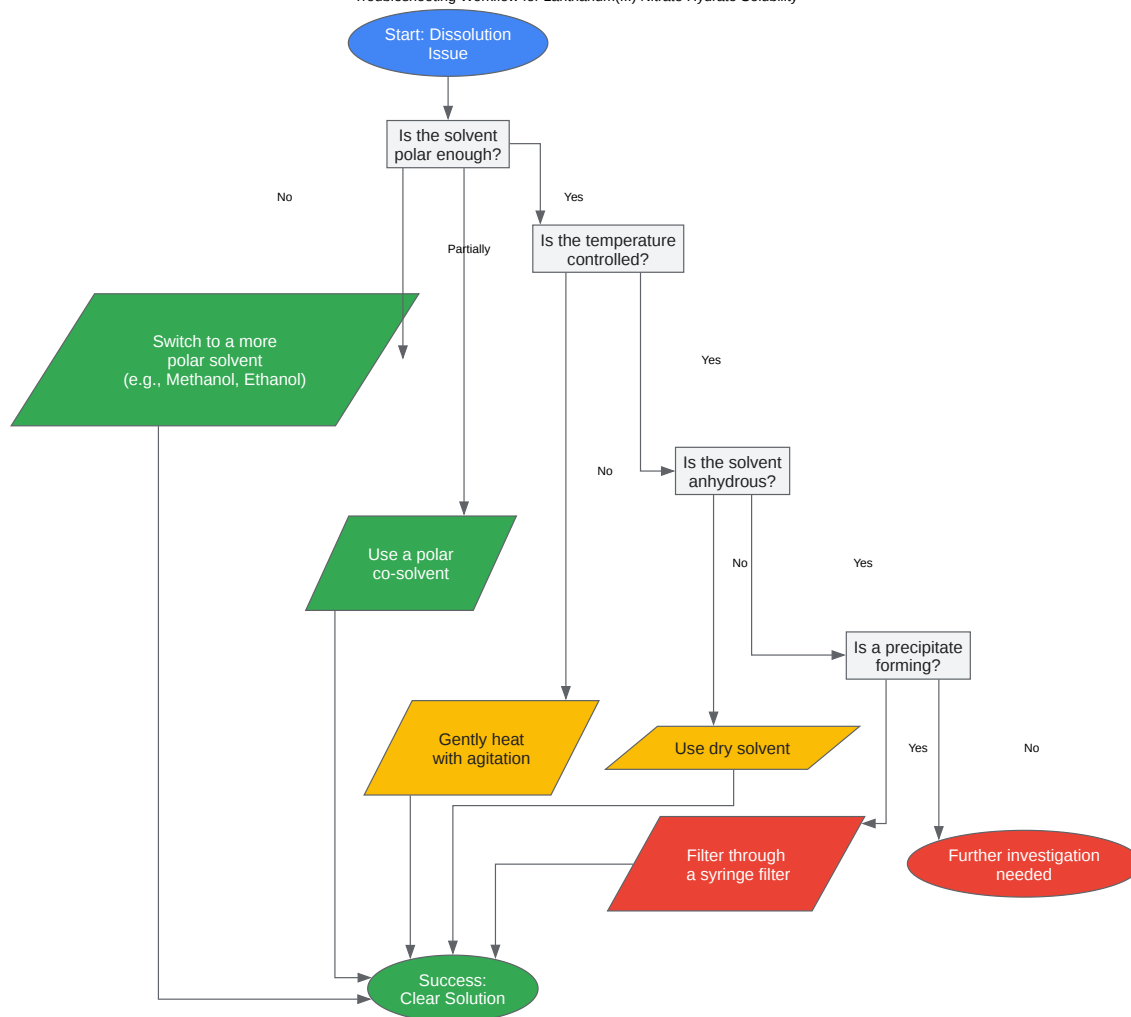 Start: Dissolution
Issue
Is the solvent
polar enough?
No
Yes
Partially
Is the temperature
controlled?
Switch to a more
polar solvent
(e.g., Methanol, Ethanol)
Yes
No
Is the solvent
anhydrous?
Use a polar
co-solvent
No
Yes
Is a precipitate
forming?
Gently heat
with agitation
Use dry solvent
Yes
No
Filter through
a syringe filter
Further investigation
needed
Success:
Clear Solution